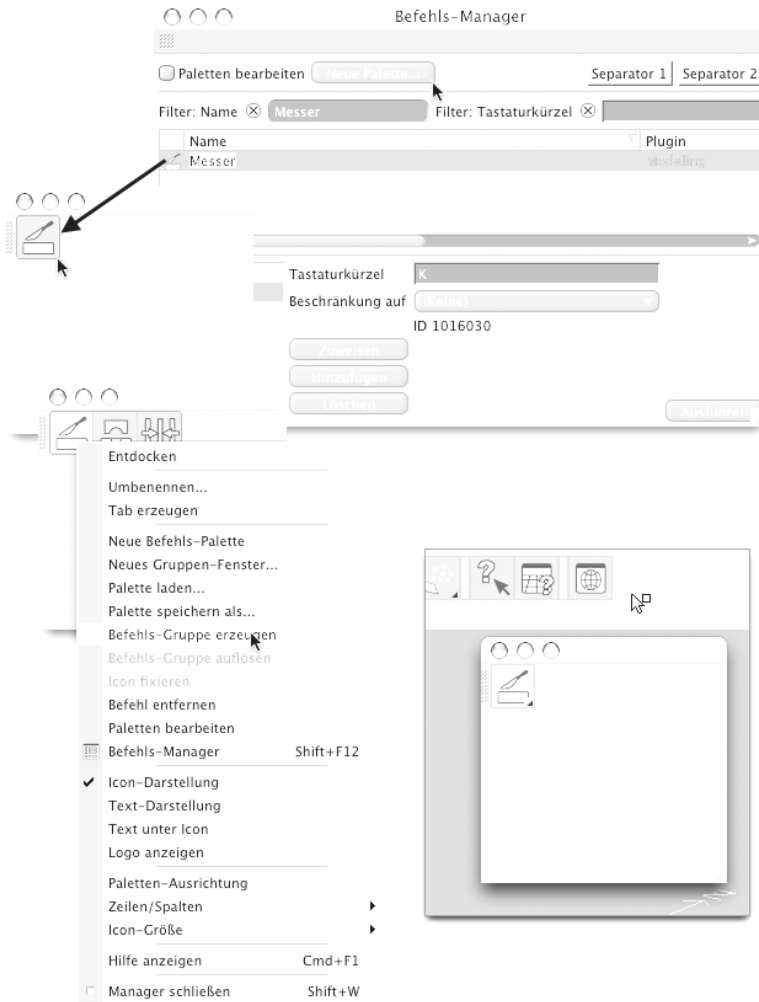 Befehls-Manager
Paletten bearbeiten Neue Palette... Separator 1 Separator 2
Filter: Name Messer Filter: Tastaturkürzel
Name Plugin
Messer
Tastaturkürzel K
Beschränkung auf (Keine)
ID 1016030
Zuweisen
Hinzufügen
Löschen
Ausführen
Entdocken
Umbenennen...
Tab erzeugen
Neue Befehls-Palette
Neues Gruppen-Fenster...
Palette laden...
Palette speichern als...
Befehls-Gruppe erzeugen
Befehls-Gruppe auflösen
Icon fixieren
Befehl entfernen
Paletten bearbeiten
Befehls-Manager Shift+F12
Icon-Darstellung
Text-Darstellung
Text unter Icon
Logo anzeigen
Paletten-Ausrichtung
Zeilen/Spalten
Icon-Größe
Hilfe anzeigen Cmd+F1
Manager schließen Shift+W